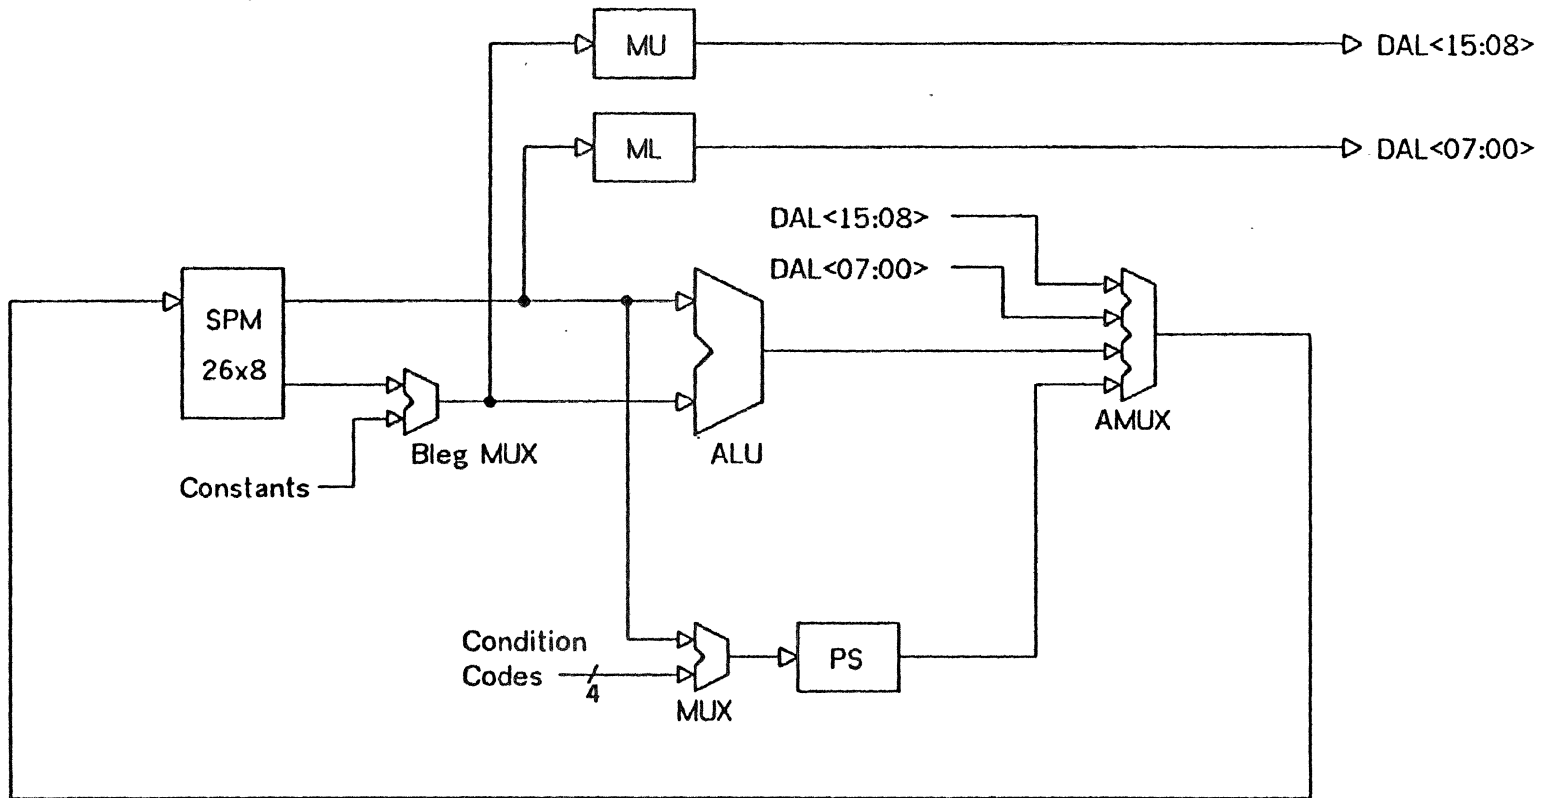 MU
DAL<15:08>
ML
DAL<07:00>
DAL<15:08>
DAL<07:00>
SPM
26x8
AMUX
Bleg MUX
ALU
Constants
Condition
Codes
4
PS
MUX